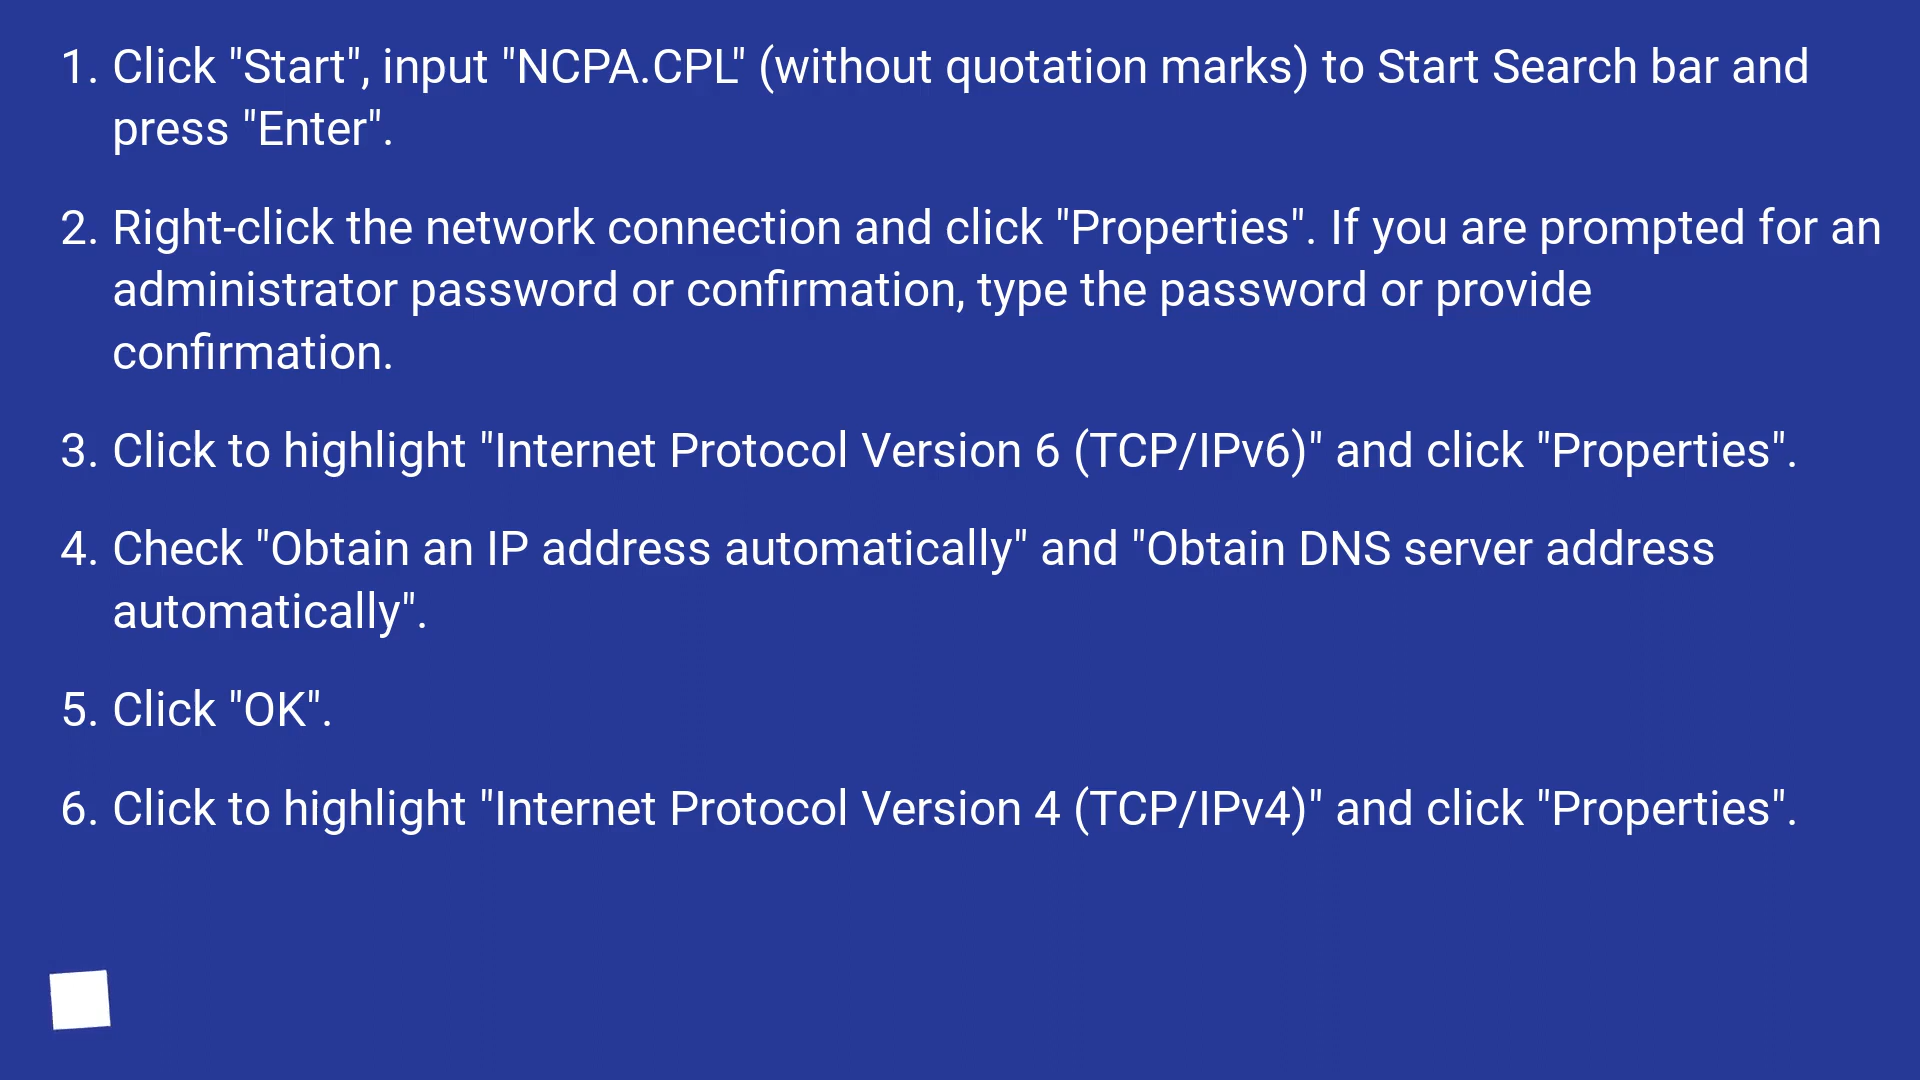 1. Click "Start", input "NCPA.CPL" (without quotation marks) to Start Search bar and
press "Enter".
2. Right-click the network connection and click "Properties". If you are prompted for an
administrator password or confirmation, type the password or provide
confirmation.
3. Click to highlight "Internet Protocol Version 6 (TCP/IPv6)" and click "Properties".
4. Check "Obtain an IP address automatically" and "Obtain DNS server address
automatically".
5. Click "OK".
6. Click to highlight "Internet Protocol Version 4 (TCP/IPv4)" and click "Properties".